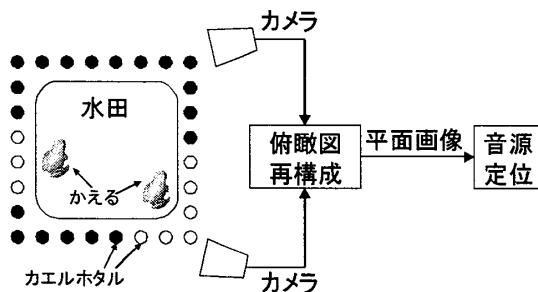 カメラ
水田
かえる
カエルホタル
俯瞰図
再構成
平面画像
音源
定位
カメラ